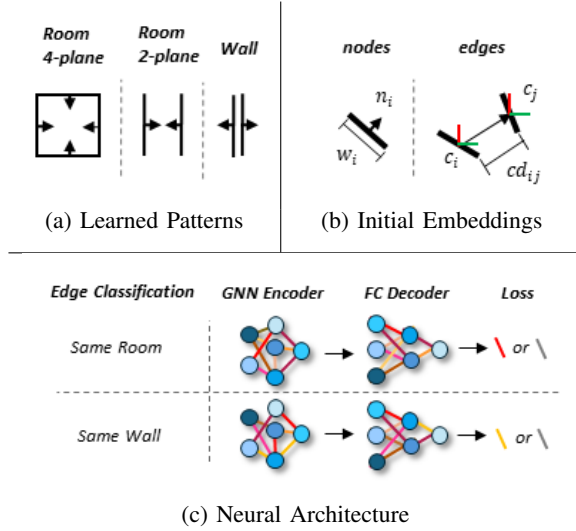 Room
4-plane
Room
2-plane
Wall
(a) Learned Patterns
nodes
edges
n_i
w_i
c_i
c_j
cd_ij
(b) Initial Embeddings
Edge Classification GNN Encoder FC Decoder Loss
Same Room
or
Same Wall
or
(c) Neural Architecture